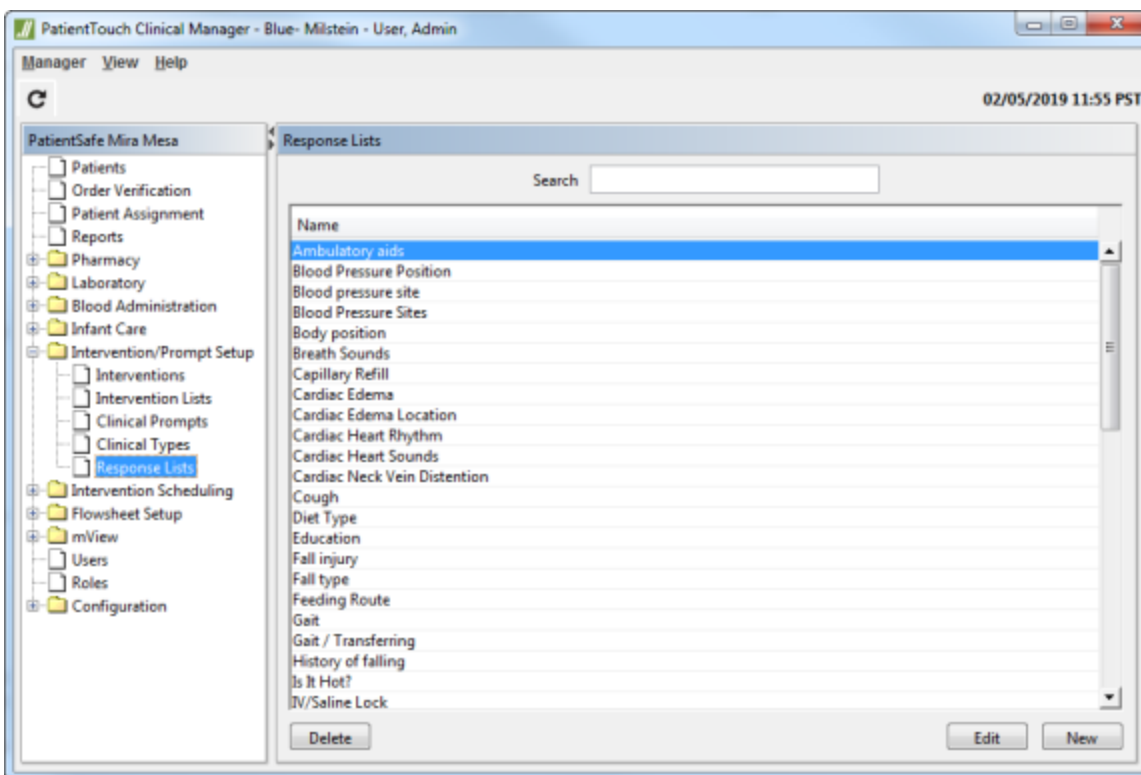 PatientTouch Clinical Manager - Blue- Milstein - User, Admin
Manager View Help
02/05/2019 11:55 PST
PatientSafe Mira Mesa
Patients
Order Verification
Patient Assignment
Reports
Pharmacy
Laboratory
Blood Administration
Infant Care
Intervention/Prompt Setup
Interventions
Intervention Lists
Clinical Prompts
Clinical Types
Response Lists
Intervention Scheduling
Flowsheet Setup
mView
Users
Roles
Configuration
Response Lists
Search
Name
Ambulatory aids
Blood Pressure Position
Blood pressure site
Blood Pressure Sites
Body position
Breath Sounds
Capillary Refill
Cardiac Edema
Cardiac Edema Location
Cardiac Heart Rhythm
Cardiac Heart Sounds
Cardiac Neck Vein Distention
Cough
Diet Type
Education
Fall injury
Fall type
Feeding Route
Gait
Gait / Transferring
History of falling
Is It Hot?
IV/Saline Lock
Delete Edit New